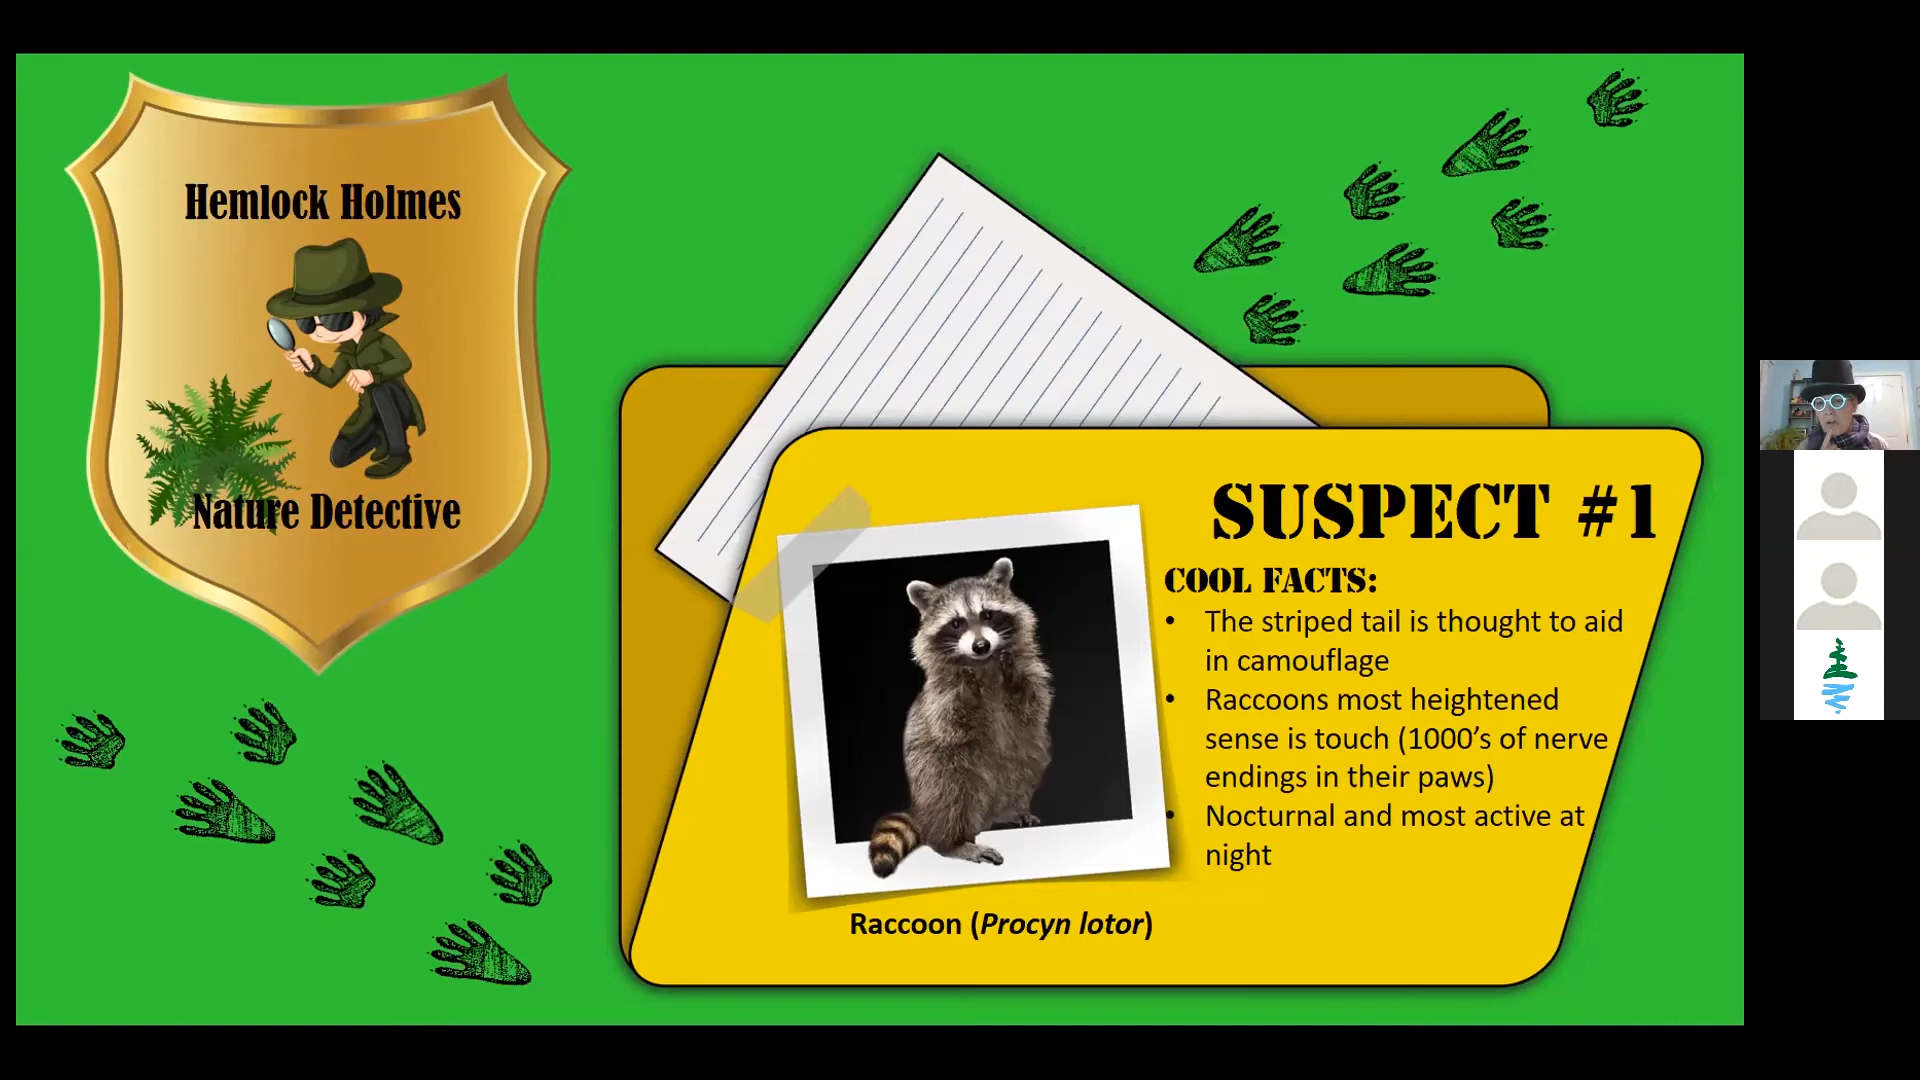 Hemlock Holmes
Nature Detective
SUSPECT #1
COOL FACTS:
• The striped tail is thought to aid
in camouflage
• Raccoons most heightened
sense is touch (1000's of nerve
endings in their paws)
• Nocturnal and most active at
night
Raccoon (Procyn lotor)